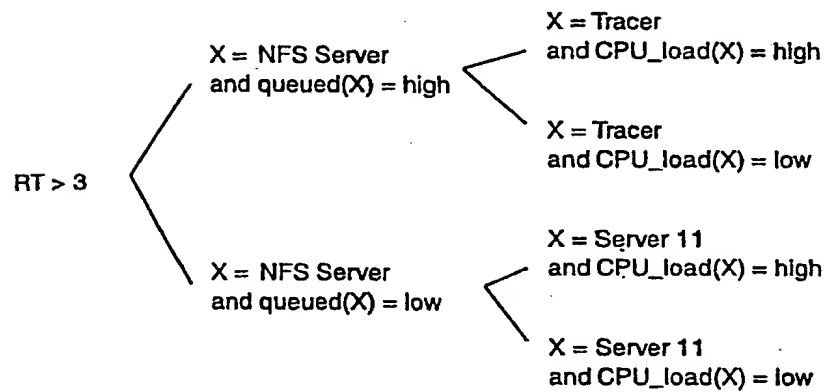 RT > 3
X = NFS Server
and queued(X) = high
X = NFS Server
and queued(X) = low
X = Tracer
and CPU_load(X) = high
X = Tracer
and CPU_load(X) = low
X = Server 11
and CPU_load(X) = high
X = Server 11
and CPU_load(X) = low